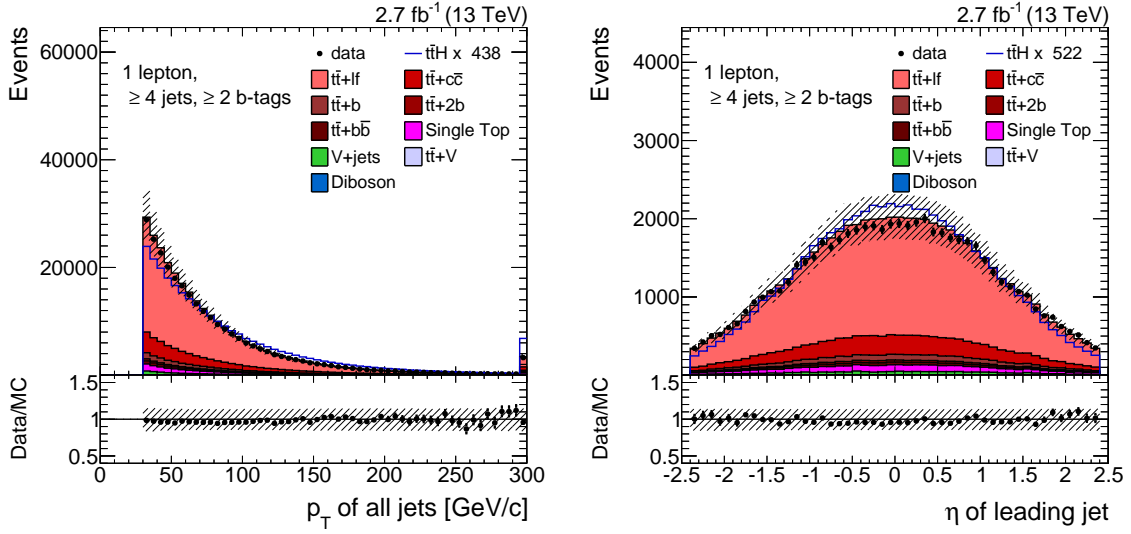 2.7 fb⁻¹ (13 TeV)
Events
60000
40000
20000
data
tt̄H x 438
1 lepton,
≥ 4 jets, ≥ 2 b-tags
tt̄+lf
tt̄+cc̄
tt̄+b
tt̄+2b
tt̄+bb̄
Single Top
V+jets
tt̄+V
Diboson
Data/MC
1.5
1
0.5
0 50 100 150 200 250 300
p_T of all jets [GeV/c]
2.7 fb⁻¹ (13 TeV)
Events
4000
3000
2000
1000
data
tt̄H x 522
1 lepton,
≥ 4 jets, ≥ 2 b-tags
tt̄+lf
tt̄+cc̄
tt̄+b
tt̄+2b
tt̄+bb̄
Single Top
V+jets
tt̄+V
Diboson
Data/MC
1.5
1
0.5
-2.5 -2 -1.5 -1 -0.5 0 0.5 1 1.5 2 2.5
η of leading jet